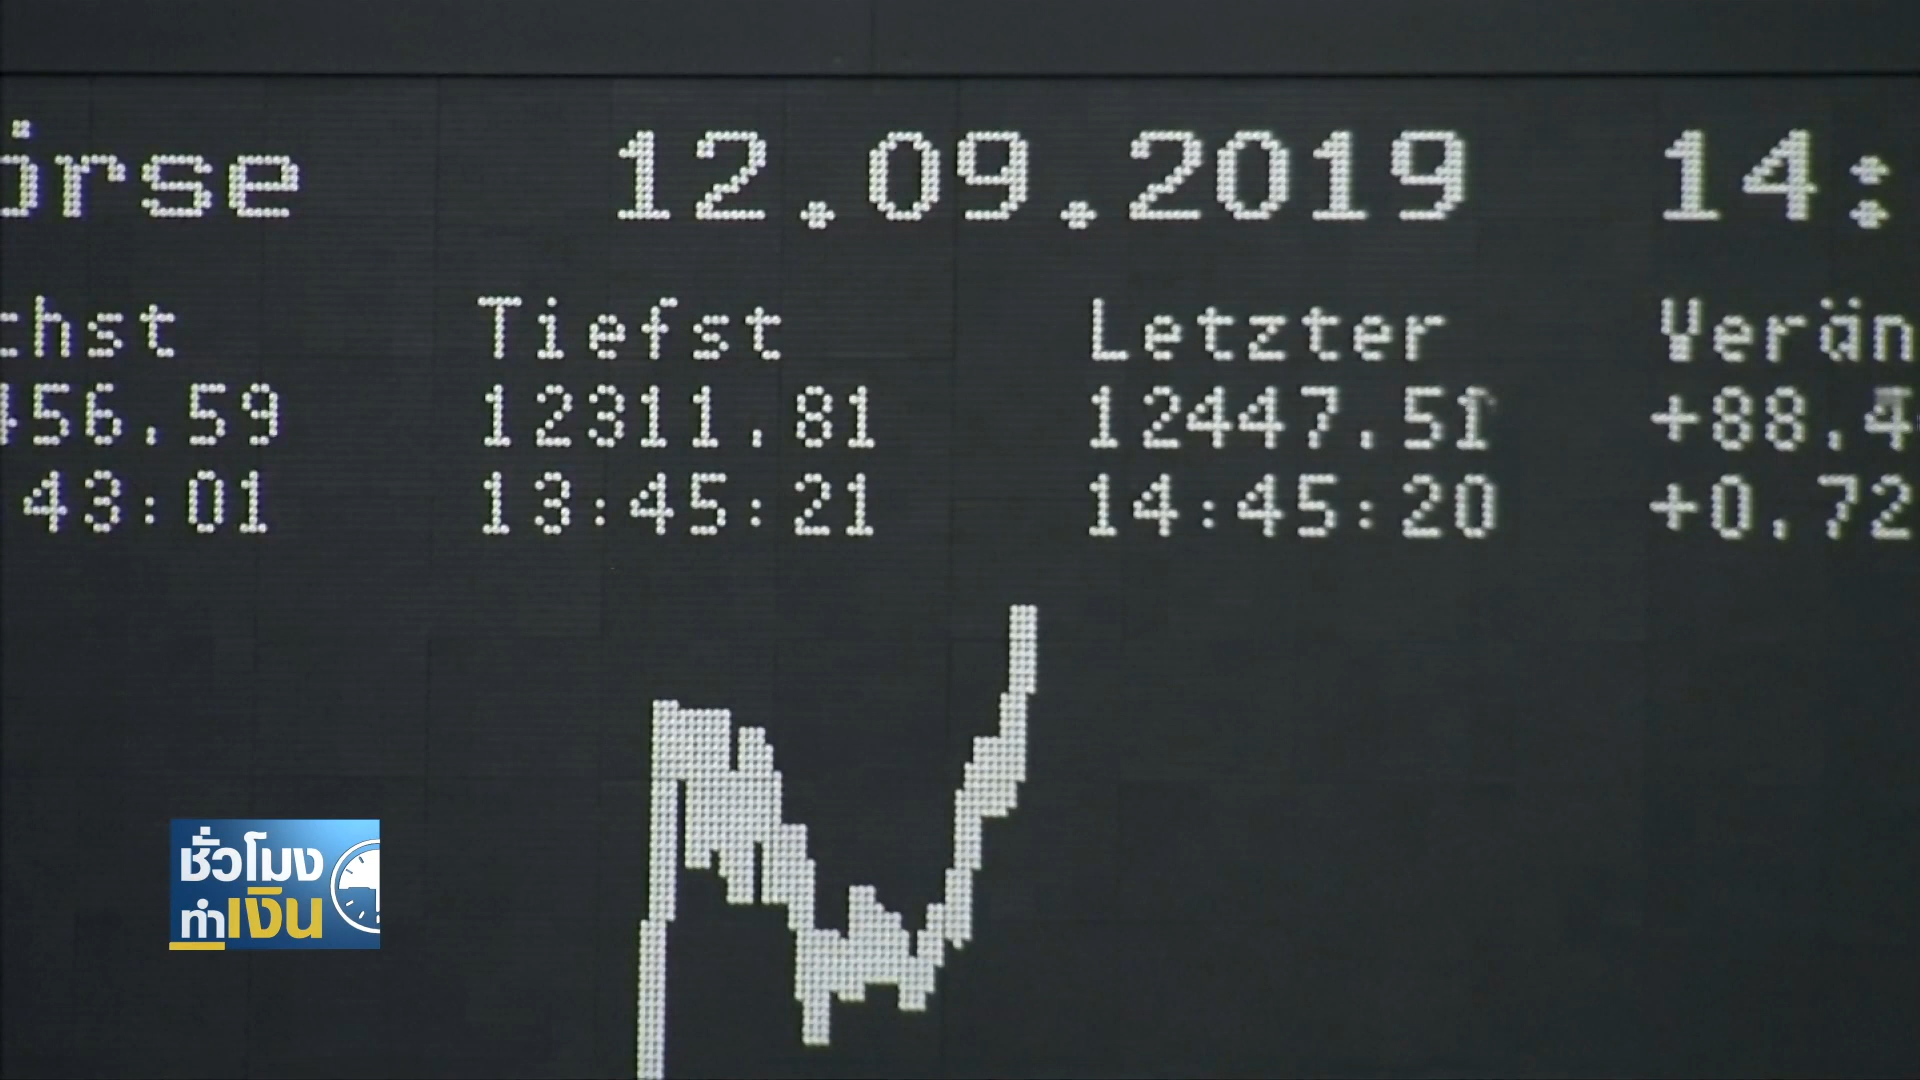 örse 12.09.2019 14:
chst Tiefst Letzter Verän
456,59 12311,81 12447,51 +88,4
43:01 13:45:21 14:45:20 +0,72
ชั่วโมง
ทำเงิน